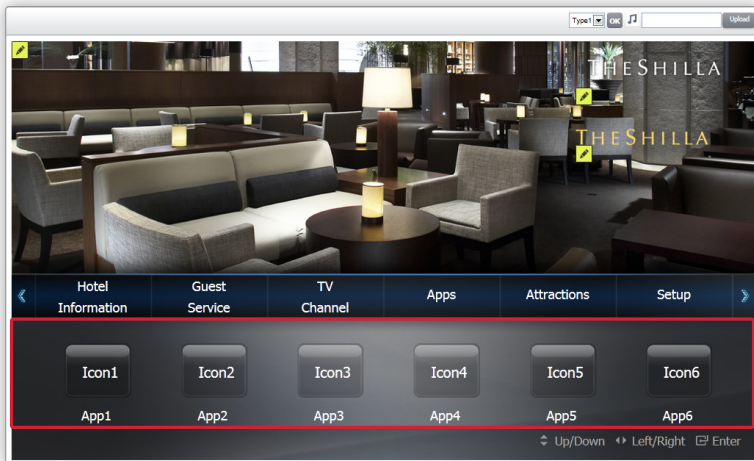 Type1 OK Upload
THESHILLA
THESHILLA
Hotel Information
Guest Service
TV Channel
Apps
Attractions
Setup
Icon1 Icon2 Icon3 Icon4 Icon5 Icon6
App1 App2 App3 App4 App5 App6
Up/Down Left/Right Enter